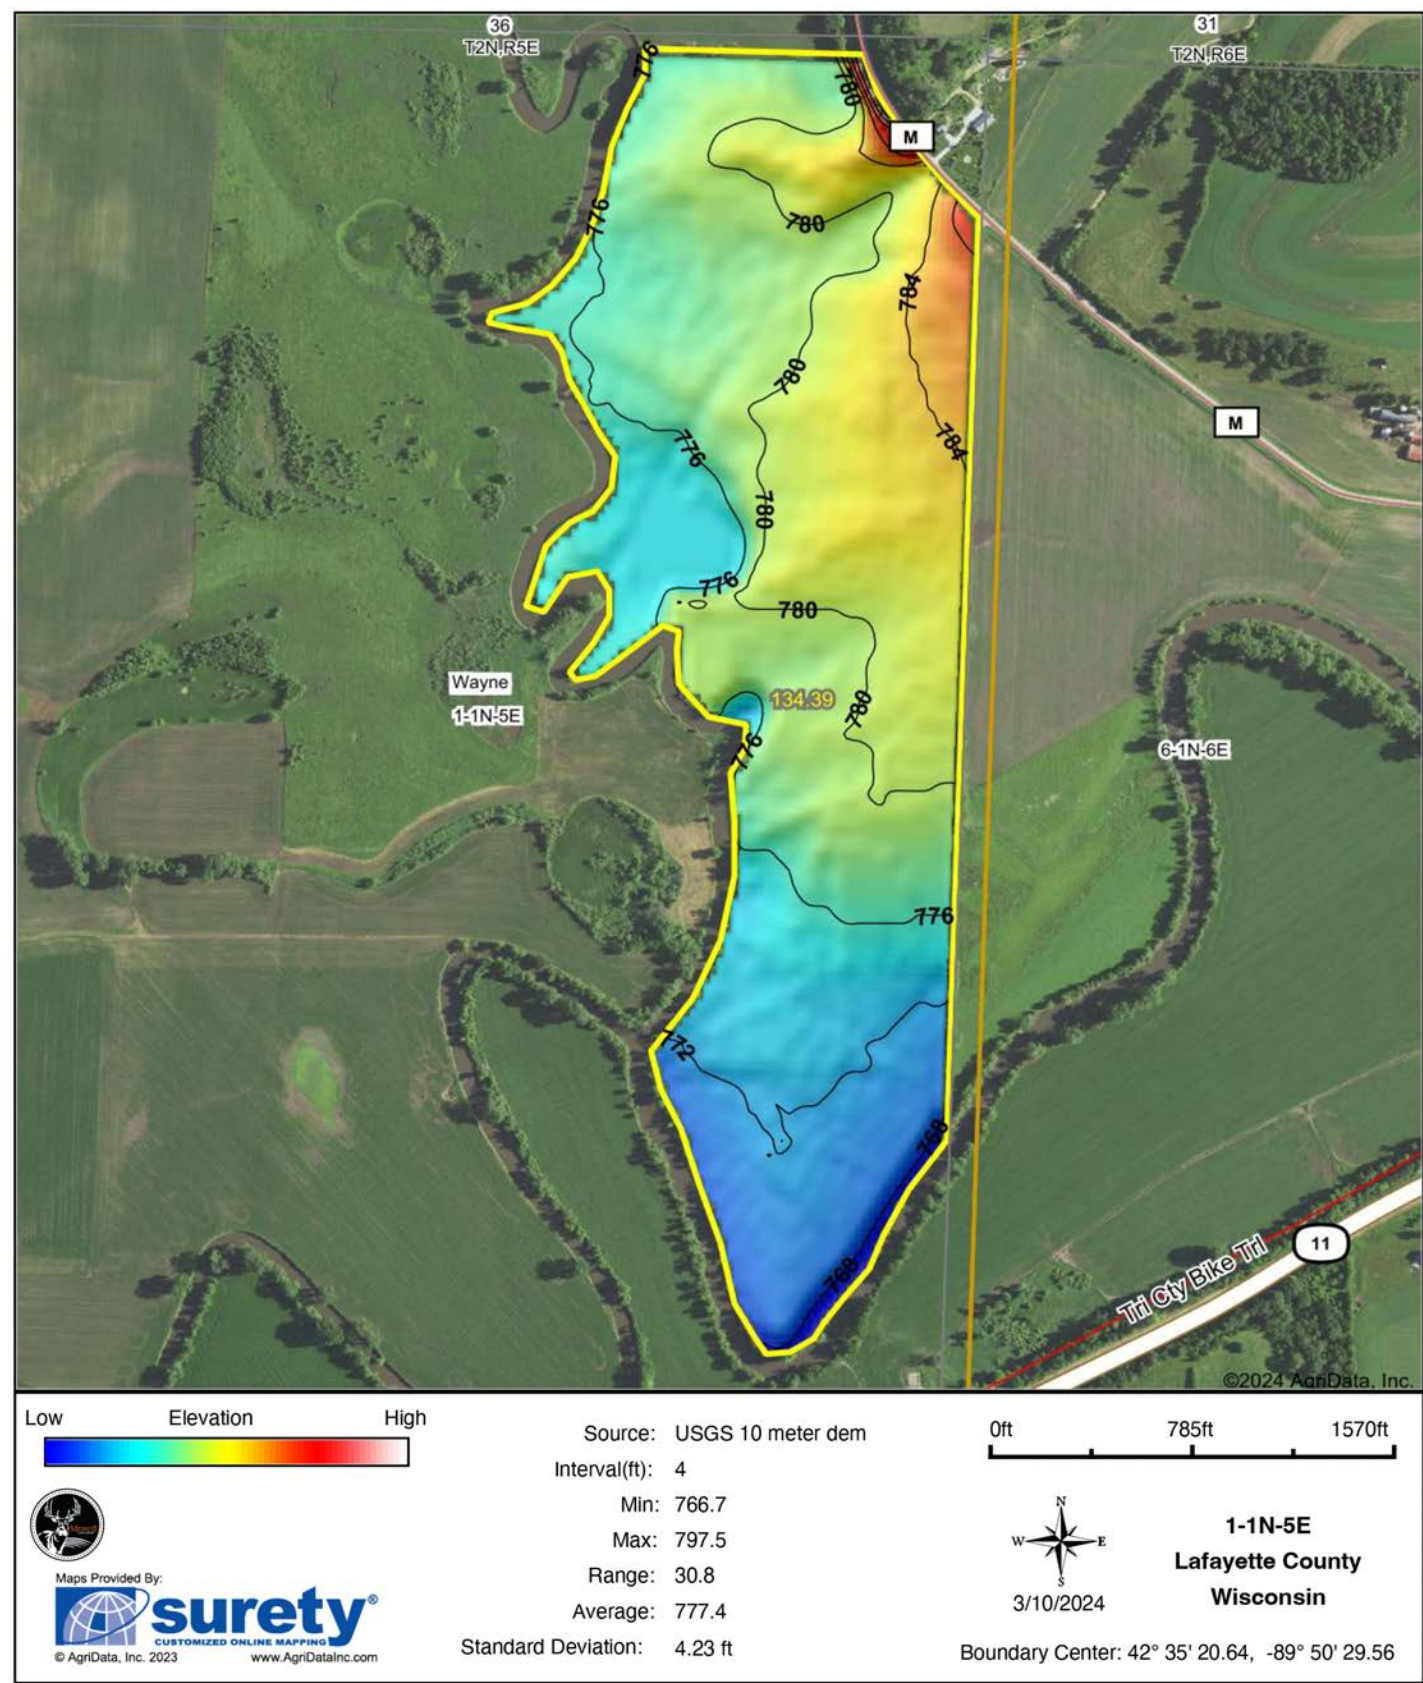 36
T2N,R5E
31
T2N,R6E
776
780
M
776
780
784
780
M
784
776
780
776
780
Wayne
1-1N-5E
134.39
780
776
6-1N-6E
776
772
768
768
11
Tri Cty Bike Trl
©2024 AgriData, Inc.
Low Elevation High
Source: USGS 10 meter dem
Interval(ft): 4
Min: 766.7
Max: 797.5
Range: 30.8
Average: 777.4
Standard Deviation: 4.23 ft
0ft 785ft 1570ft
N
W E
S
3/10/2024
1-1N-5E
Lafayette County
Wisconsin
Boundary Center: 42° 35' 20.64, -89° 50' 29.56
Maps Provided By:
surety®
CUSTOMIZED ONLINE MAPPING
© AgriData, Inc. 2023 www.AgriDataInc.com